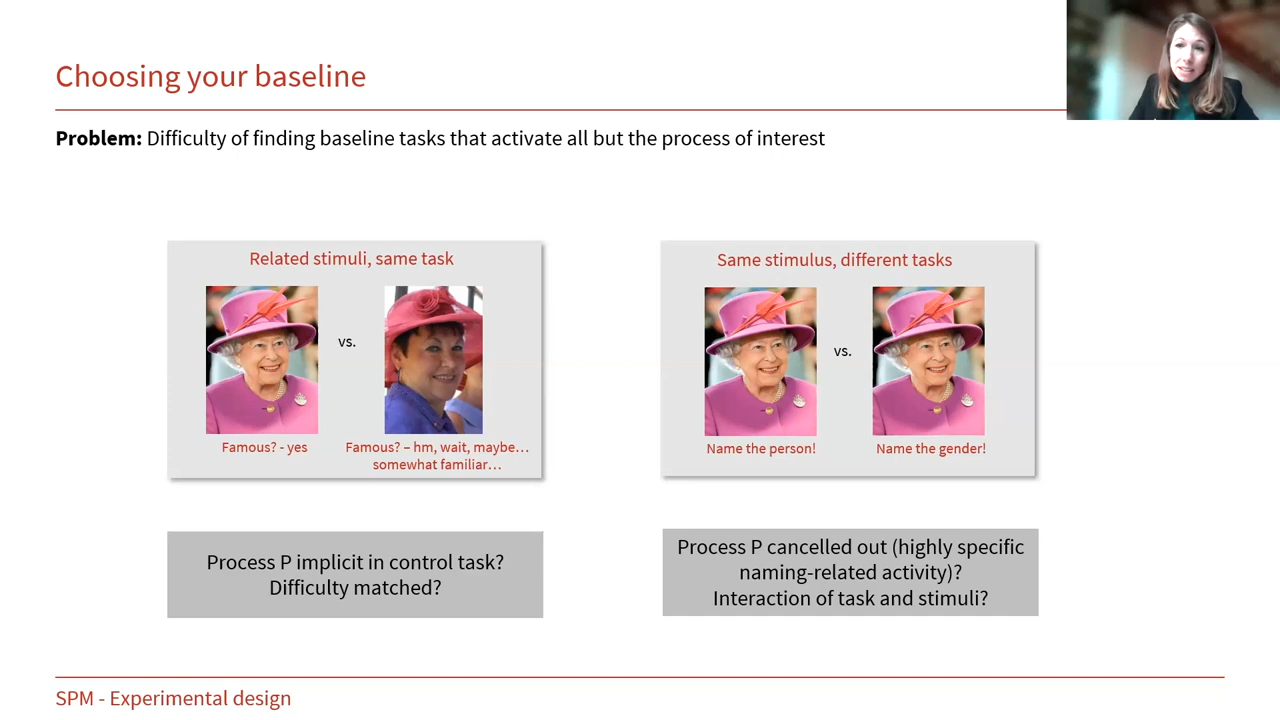 Choosing your baseline
Problem: Difficulty of finding baseline tasks that activate all but the process of interest
Related stimuli, same task
vs.
Famous? - yes
Famous? – hm, wait, maybe…
somewhat familiar…
Same stimulus, different tasks
vs.
Name the person!
Name the gender!
Process P implicit in control task?
Difficulty matched?
Process P cancelled out (highly specific
naming-related activity)?
Interaction of task and stimuli?
SPM - Experimental design